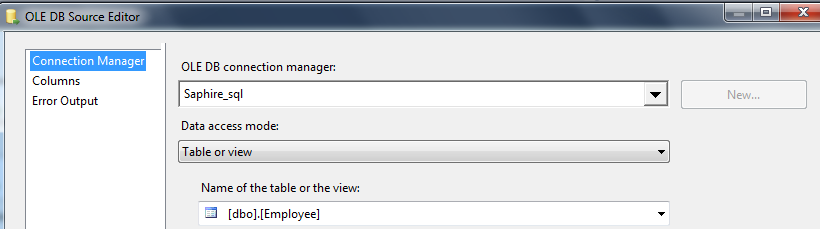 OLE DB Source Editor
Connection Manager
Columns
Error Output
OLE DB connection manager:
Saphire_sql
New...
Data access mode:
Table or view
Name of the table or the view:
[dbo].[Employee]